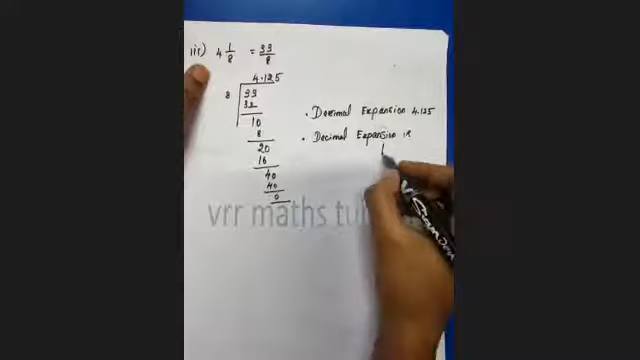 iii) 4 1/8 = 33/8
4.125
8 33
32
10
8
20
16
40
40
0
. Decimal Expansion 4.125
. Decimal Expansion is
vrr maths tu